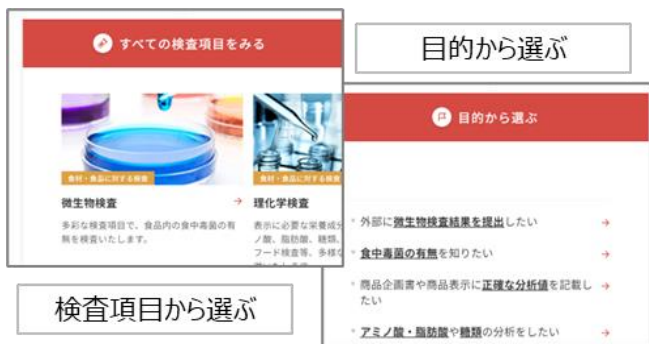 すべての検査項目をみる
食材・食品に対する検査
微生物検査 →
多彩な検査項目で、食品内の食中毒菌の有
無を検査いたします。
食材・食品に対する検査
理化学検査
表示に必要な栄養成分
ノ酸、脂肪酸、糖類、
フード検査等、多様な
検査項目から選ぶ
目的から選ぶ
目的から選ぶ
外部に微生物検査結果を提出したい →
食中毒菌の有無を知りたい →
商品企画書や商品表示に正確な分析値を記載し →
たい
アミノ酸・脂肪酸や糖類の分析をしたい →